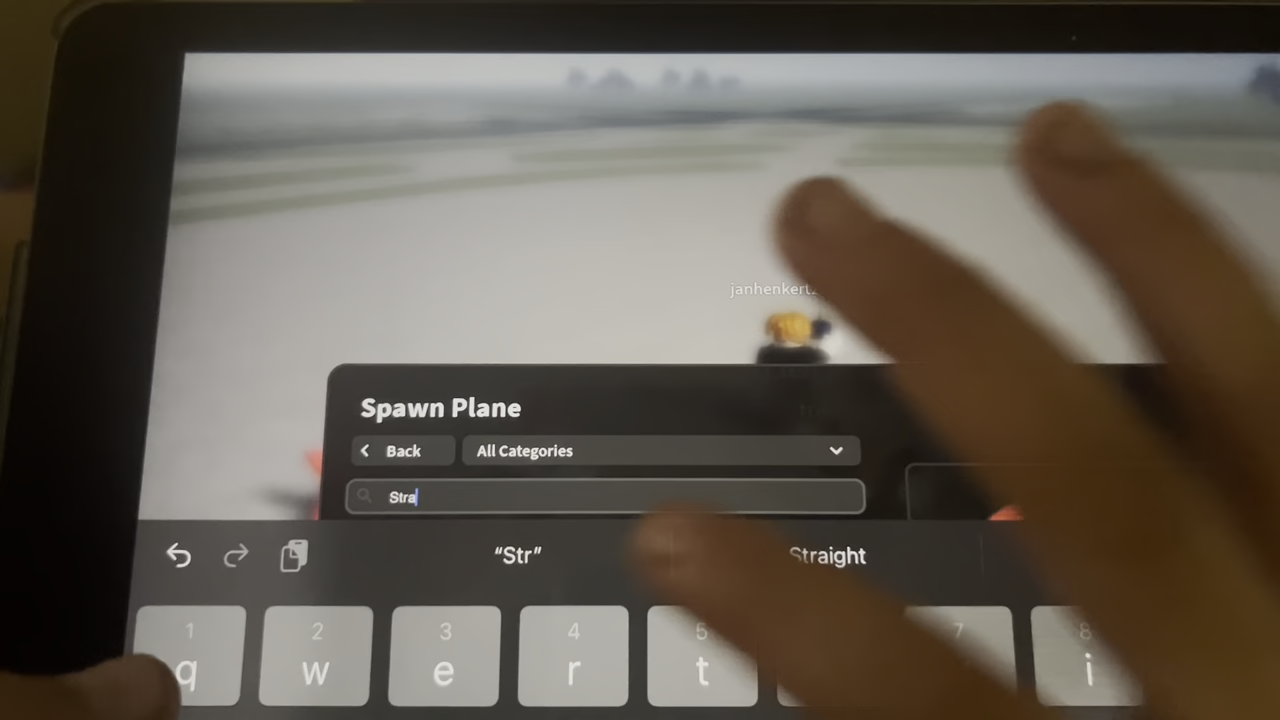 janhenkert
Spawn Plane
Back
All Categories
Stra
“Str”
Straight
1 2 3 4 5 7 8
q w e r t i